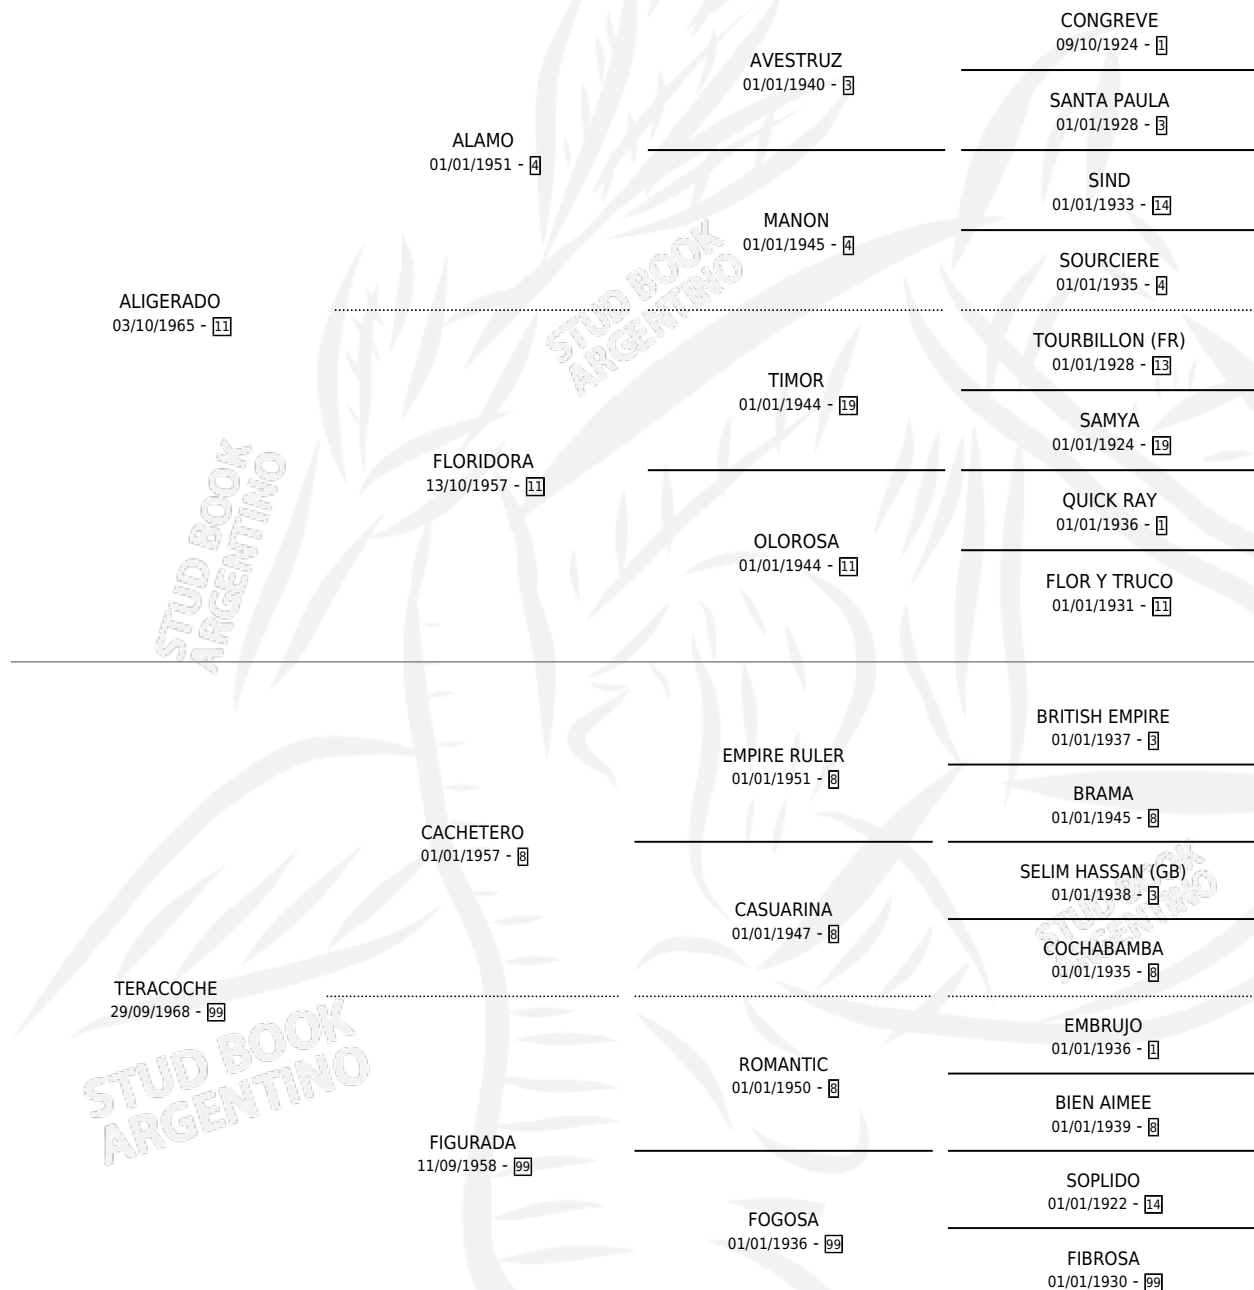 CONGREVE
09/10/1924 - 1
AVESTRUZ
01/01/1940 - 3
SANTA PAULA
01/01/1928 - 3
ALAMO
01/01/1951 - 4
SIND
01/01/1933 - 14
MANON
01/01/1945 - 4
SOURCIERE
01/01/1935 - 4
ALIGERADO
03/10/1965 - 11
TOURBILLON (FR)
01/01/1928 - 13
TIMOR
01/01/1944 - 19
SAMYA
01/01/1924 - 19
FLORIDORA
13/10/1957 - 11
QUICK RAY
01/01/1936 - 1
OLOROSA
01/01/1944 - 11
FLOR Y TRUCO
01/01/1931 - 11
BRITISH EMPIRE
01/01/1937 - 3
EMPIRE RULER
01/01/1951 - 8
BRAMA
01/01/1945 - 8
CACHETERO
01/01/1957 - 8
SELIM HASSAN (GB)
01/01/1938 - 3
CASUARINA
01/01/1947 - 8
COCHABAMBA
01/01/1935 - 8
TERACOCHE
29/09/1968 - 99
EMBRUJO
01/01/1936 - 1
ROMANTIC
01/01/1950 - 8
BIEN AIMEE
01/01/1939 - 8
FIGURADA
11/09/1958 - 99
SOPLIDO
01/01/1922 - 14
FOGOSA
01/01/1936 - 99
FIBROSA
01/01/1930 - 99
STUD BOOK
ARGENTINO
STUD BOOK
ARGENTINO
STUD BOOK
ARGENTINO
STUD BOOK
ARGENTINO